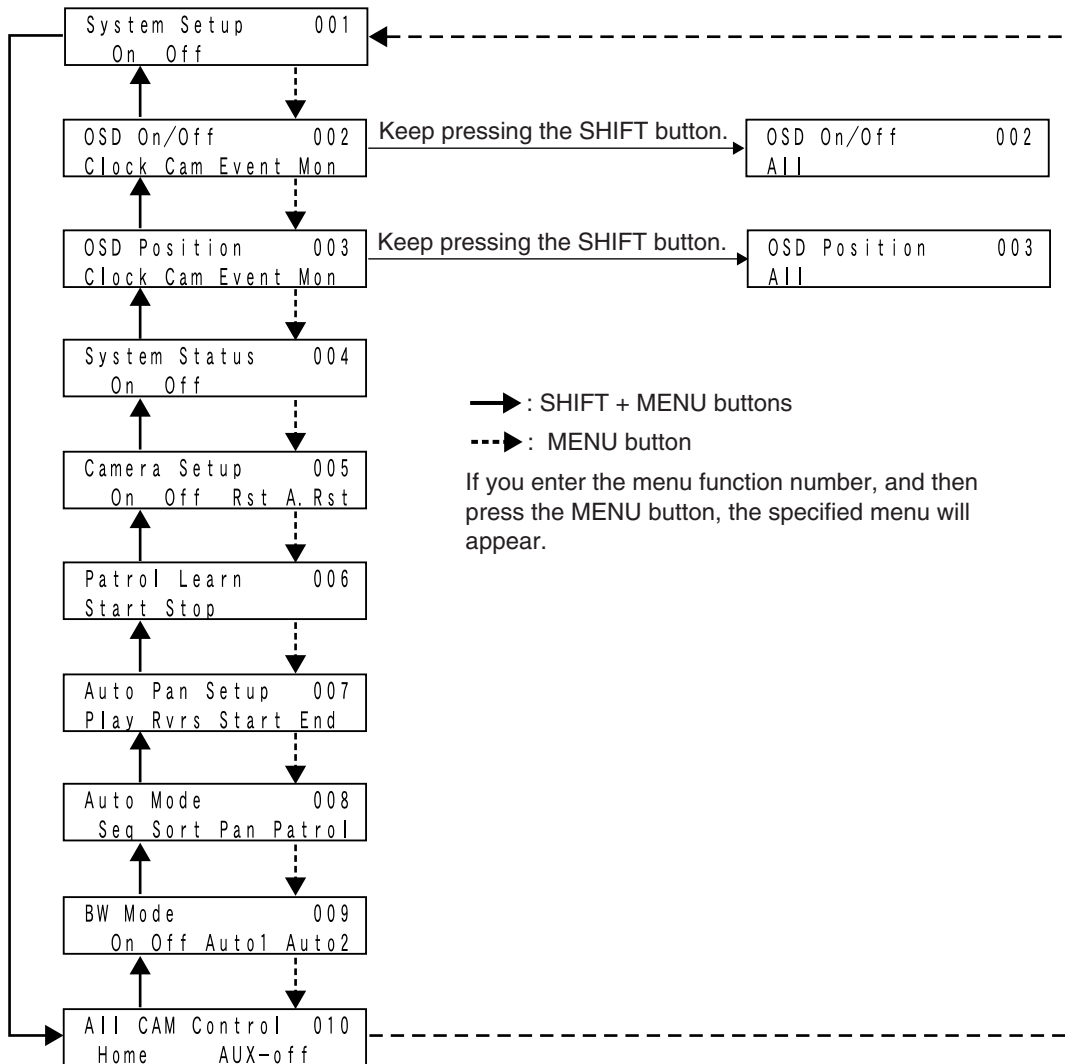 System Setup 001
On Off
OSD On/Off 002
Clock Cam Event Mon
Keep pressing the SHIFT button.
OSD On/Off 002
All
OSD Position 003
Clock Cam Event Mon
Keep pressing the SHIFT button.
OSD Position 003
All
System Status 004
On Off
: SHIFT + MENU buttons
: MENU button
If you enter the menu function number, and then
press the MENU button, the specified menu will
appear.
Camera Setup 005
On Off Rst A.Rst
Patrol Learn 006
Start Stop
Auto Pan Setup 007
Play Rvrs Start End
Auto Mode 008
Seq Sort Pan Patrol
BW Mode 009
On Off Auto1 Auto2
All CAM Control 010
Home AUX-off